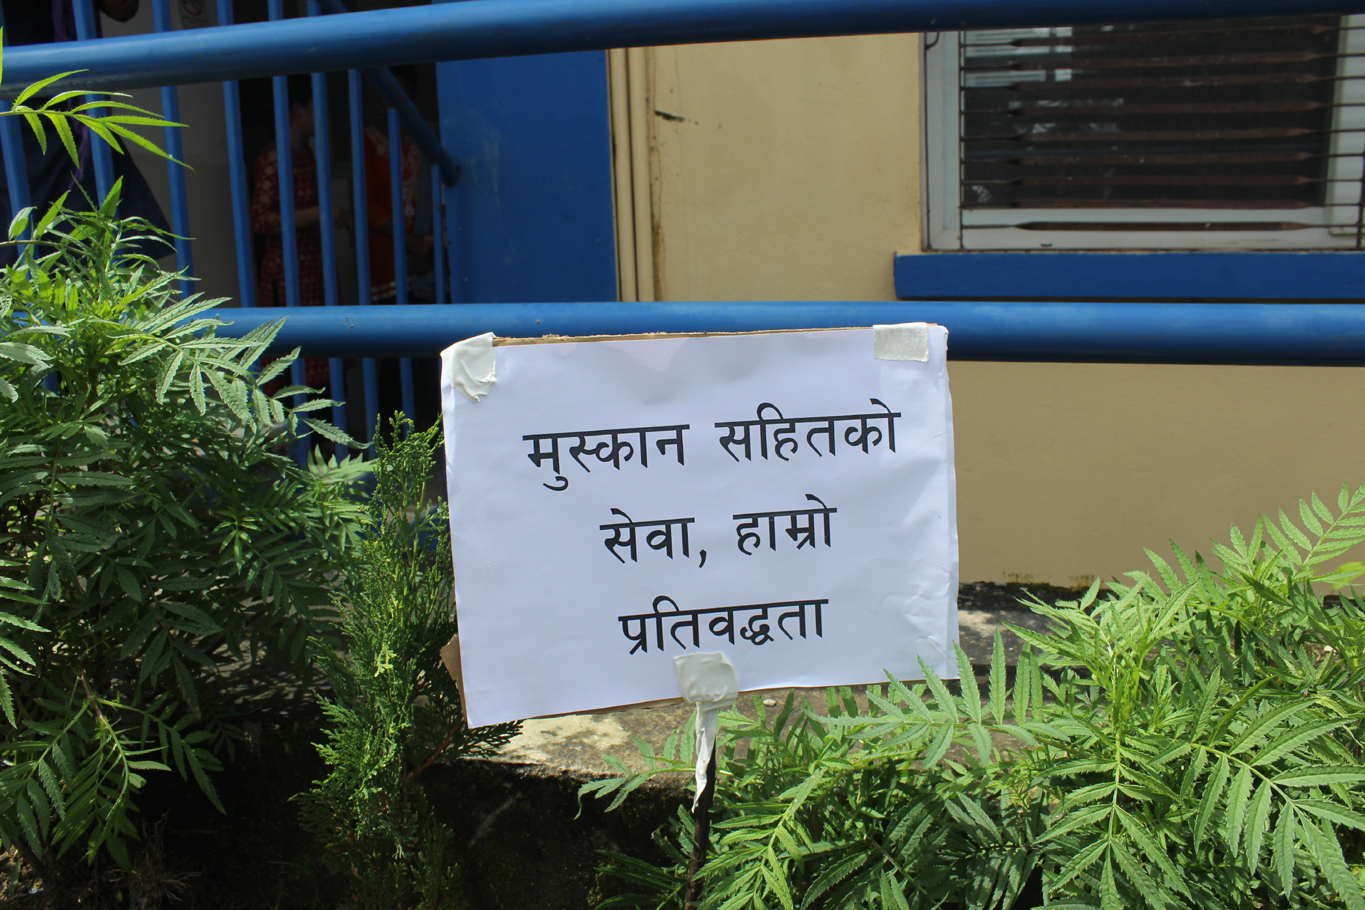 मुस्कान सहितको
सेवा, हाम्रो
प्रतिवद्धता